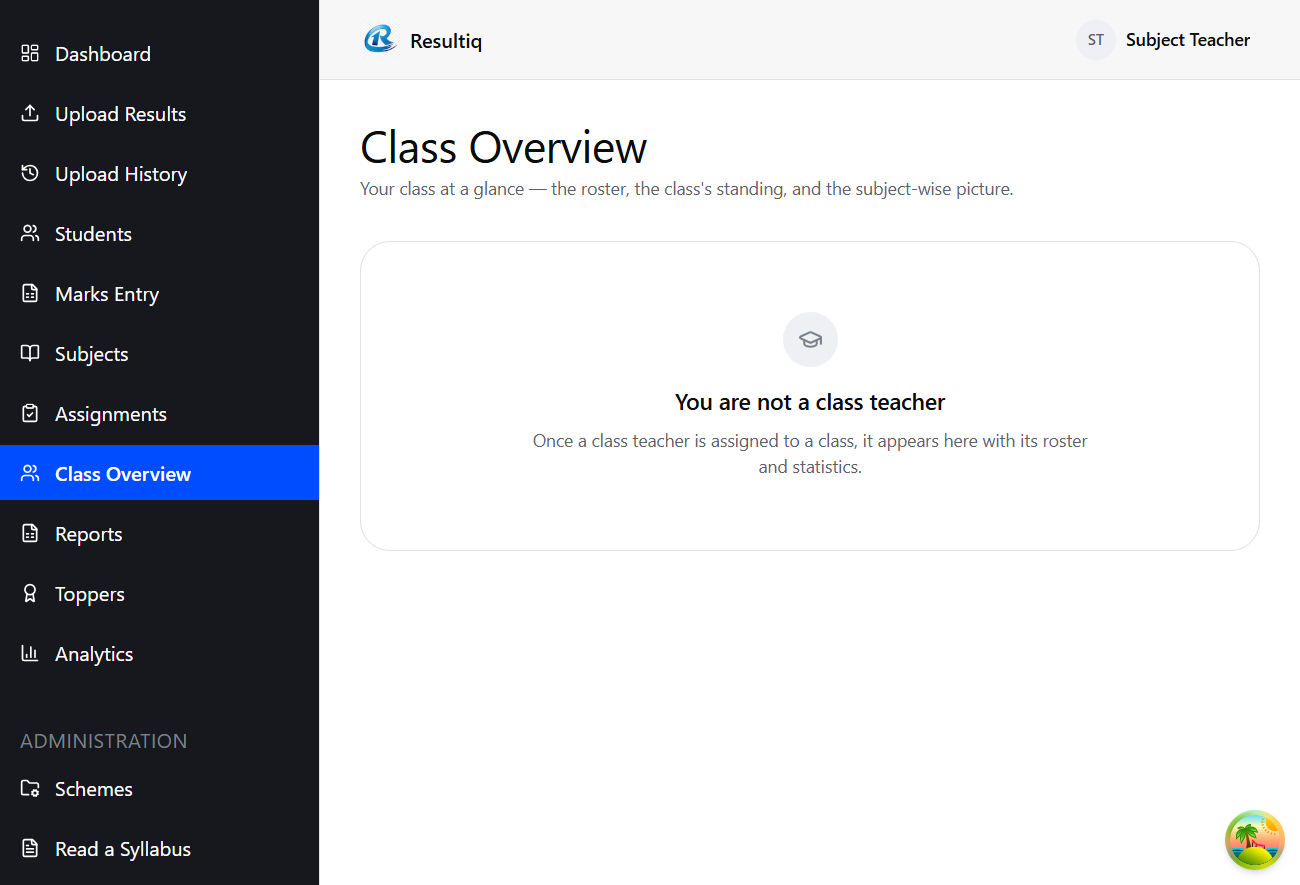 Dashboard
Upload Results
Upload History
Students
Marks Entry
Subjects
Assignments
Class Overview
Reports
Toppers
Analytics
ADMINISTRATION
Schemes
Read a Syllabus
Resultiq
ST
Subject Teacher
Class Overview
Your class at a glance — the roster, the class's standing, and the subject-wise picture.
You are not a class teacher
Once a class teacher is assigned to a class, it appears here with its roster
and statistics.